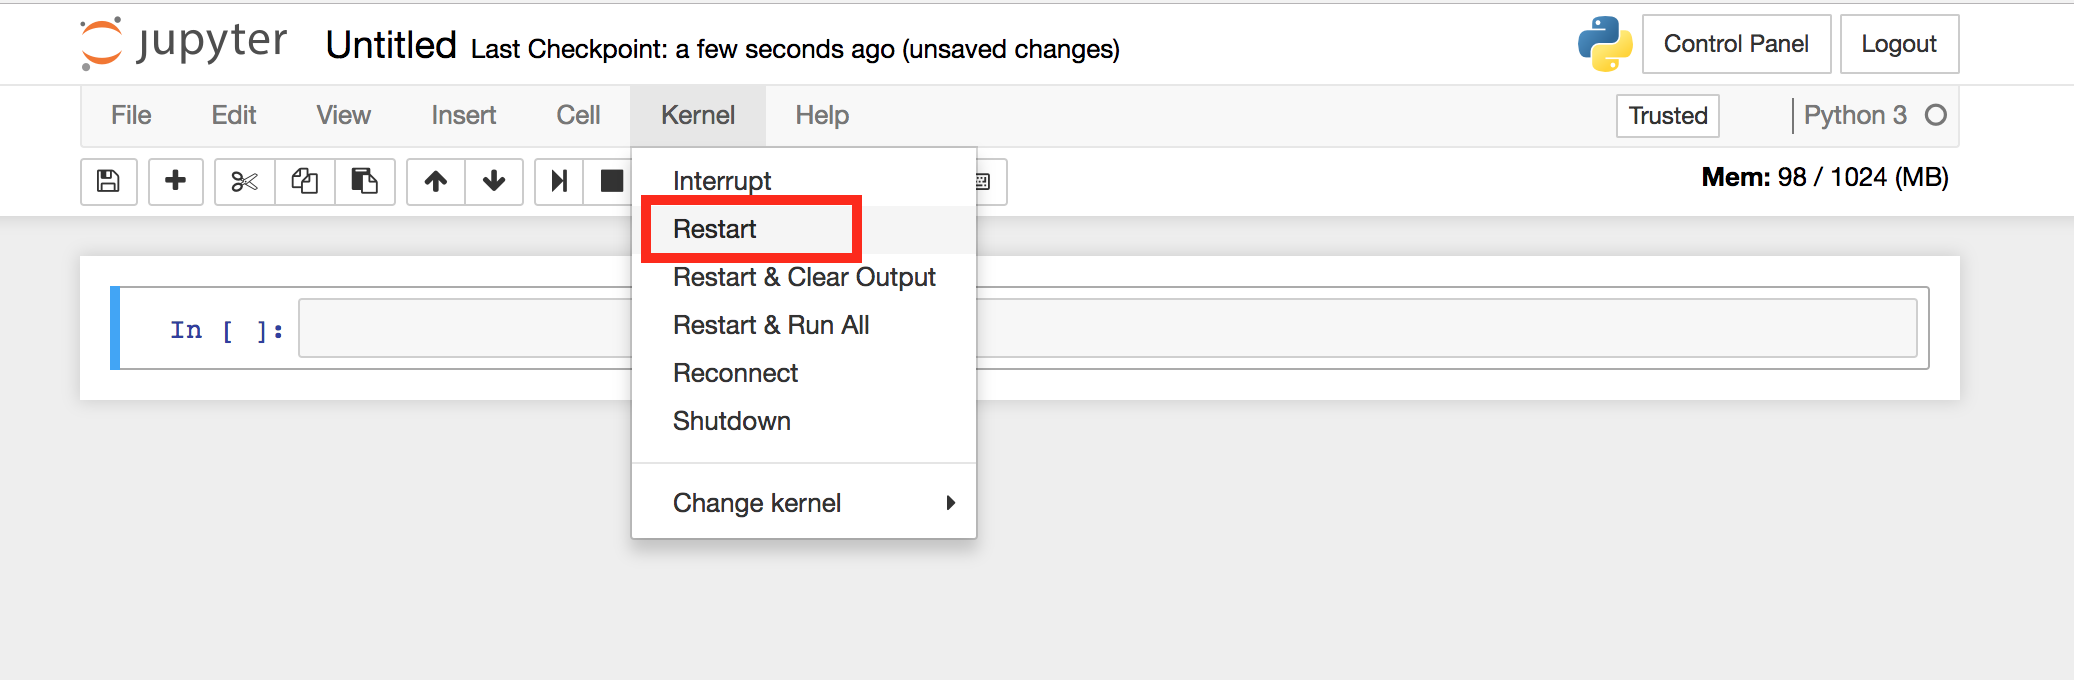 jupyter Untitled Last Checkpoint: a few seconds ago (unsaved changes) Control Panel Logout
File Edit View Insert Cell Kernel Help Trusted Python 3
Mem: 98 / 1024 (MB)
Interrupt
Restart
Restart & Clear Output
Restart & Run All
Reconnect
Shutdown
Change kernel
In [ ]: